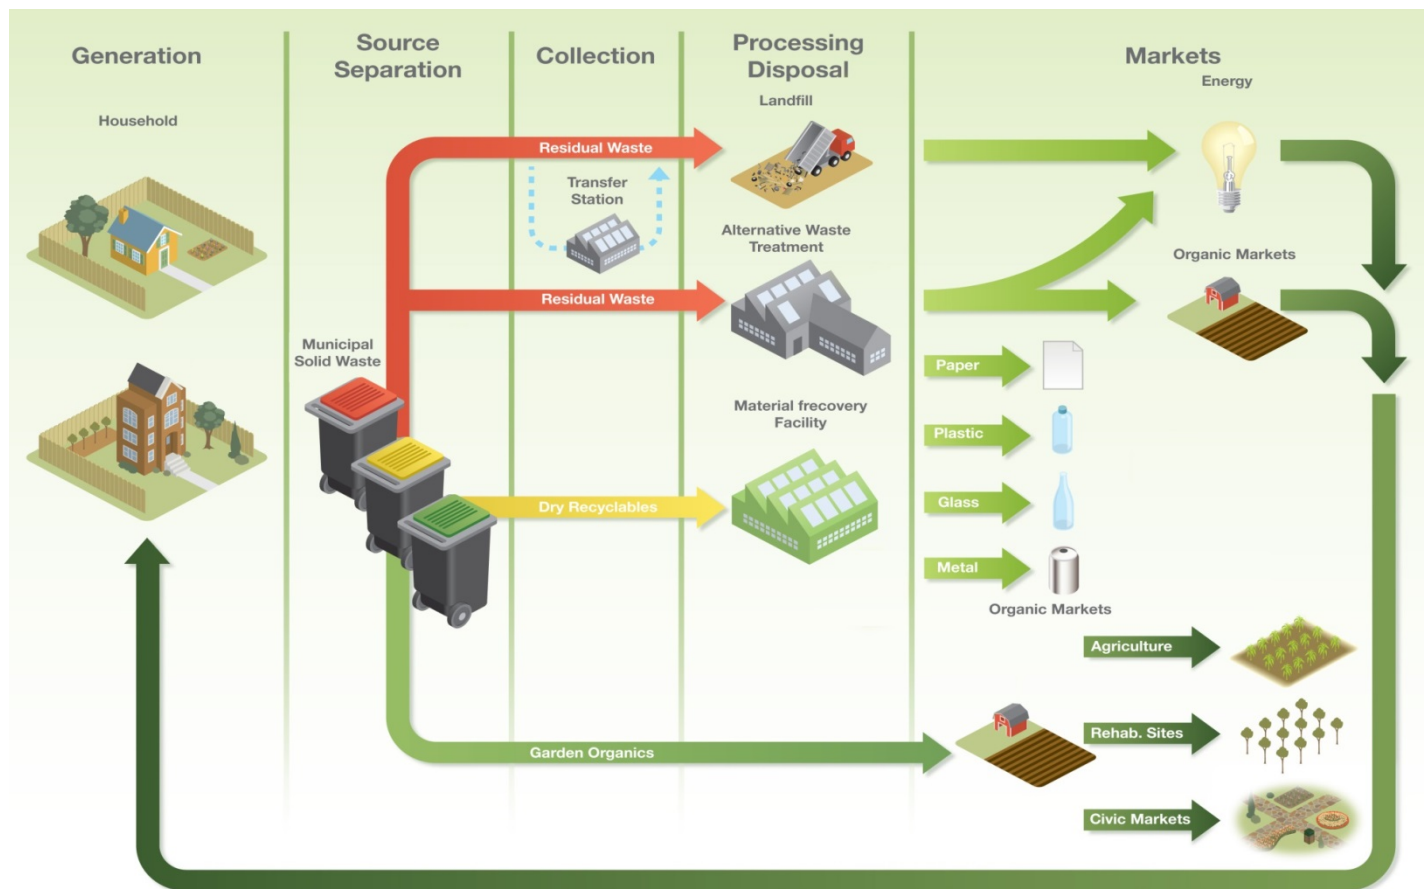 Generation
Source
Separation
Collection
Processing
Disposal
Markets
Energy
Household
Landfill
Residual Waste
Transfer
Station
Alternative Waste
Treatment
Organic Markets
Residual Waste
Municipal
Solid Waste
Paper
Material frecovery
Facility
Plastic
Dry Recyclables
Glass
Metal
Organic Markets
Agriculture
Rehab. Sites
Garden Organics
Civic Markets